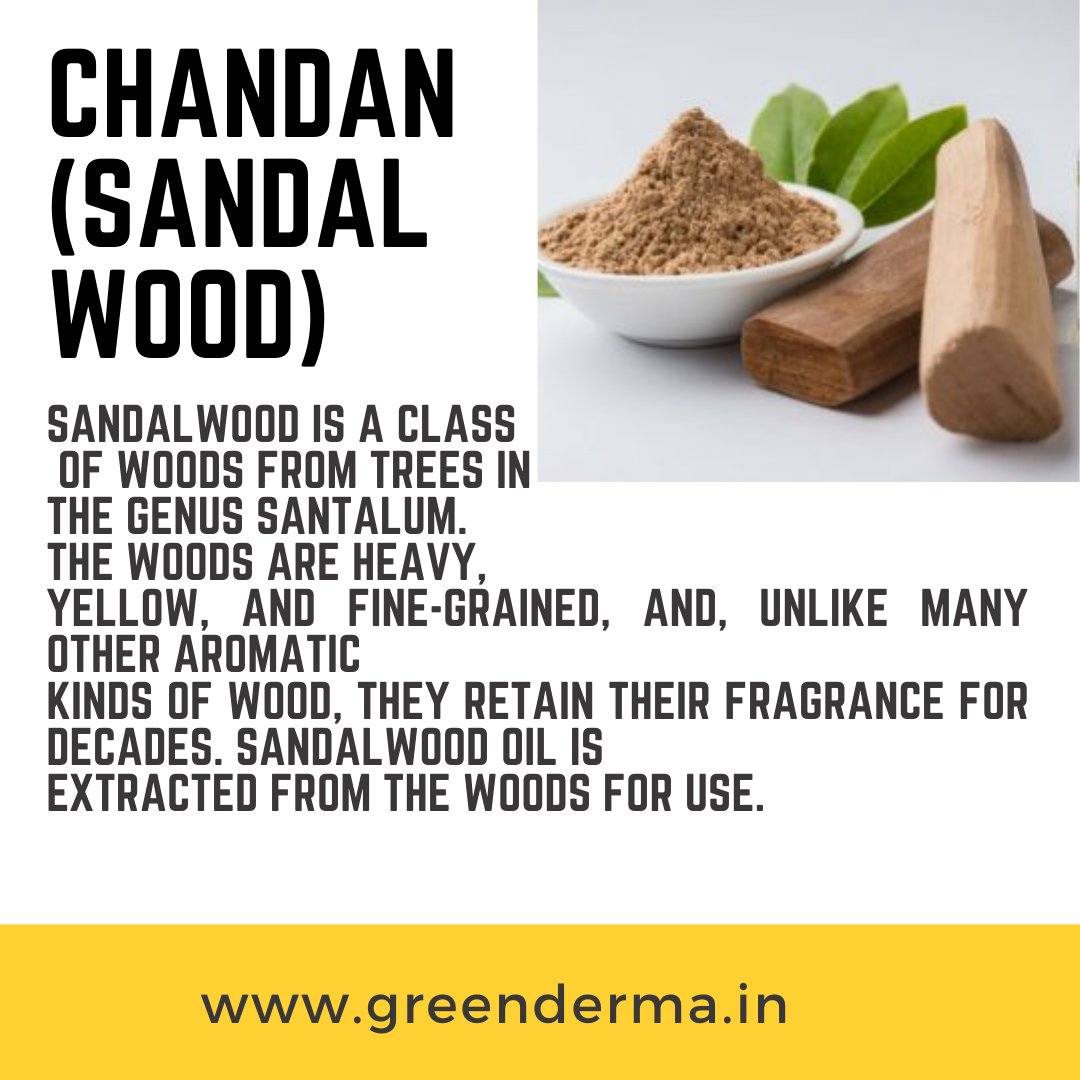 CHANDAN
(SANDAL
WOOD)
SANDALWOOD IS A CLASS
OF WOODS FROM TREES IN
THE GENUS SANTALUM.
THE WOODS ARE HEAVY,
YELLOW, AND FINE-GRAINED, AND, UNLIKE MANY
OTHER AROMATIC
KINDS OF WOOD, THEY RETAIN THEIR FRAGRANCE FOR
DECADES. SANDALWOOD OIL IS
EXTRACTED FROM THE WOODS FOR USE.
www.greenderma.in